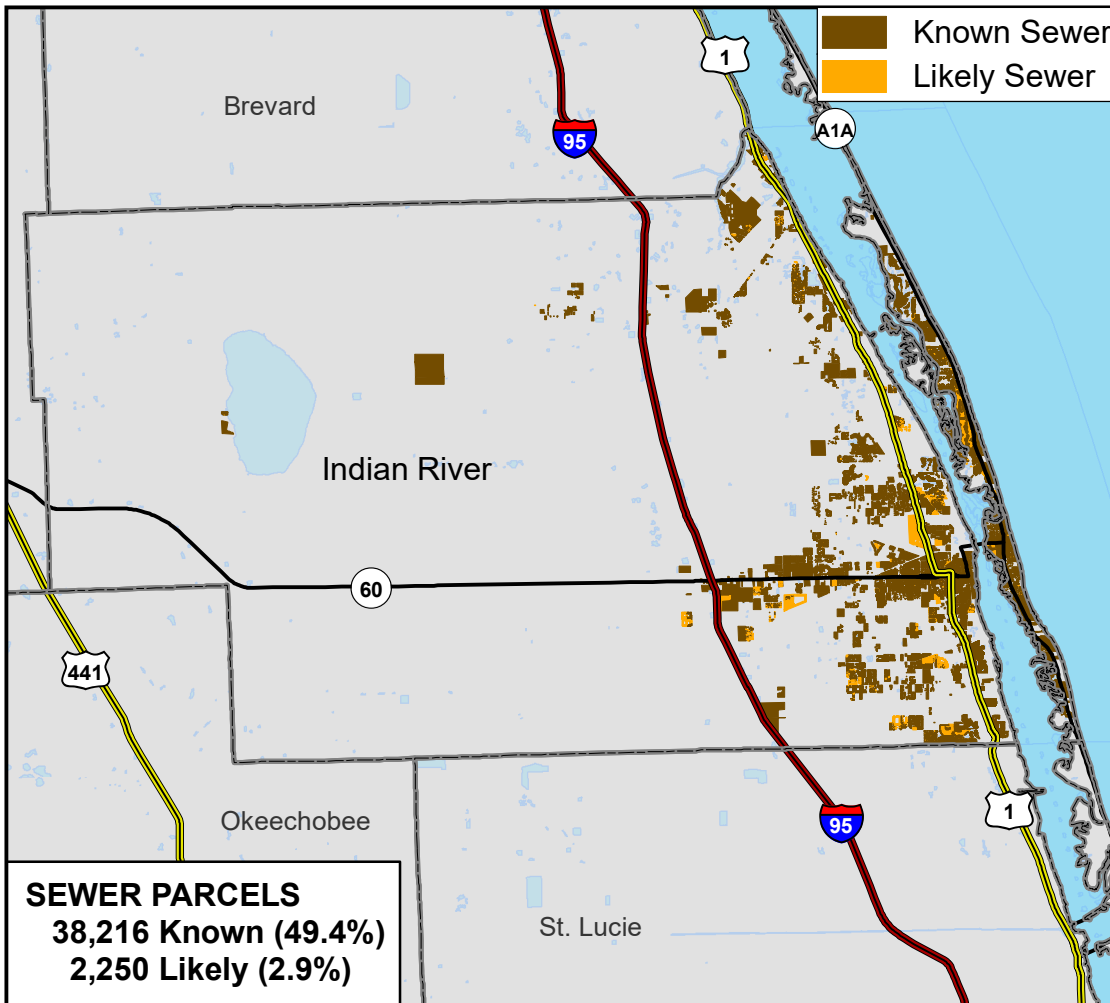 Known Sewer
Likely Sewer
1
Brevard
A1A
95
Indian River
60
441
1
Okeechobee
95
St. Lucie
SEWER PARCELS
38,216 Known (49.4%)
2,250 Likely (2.9%)